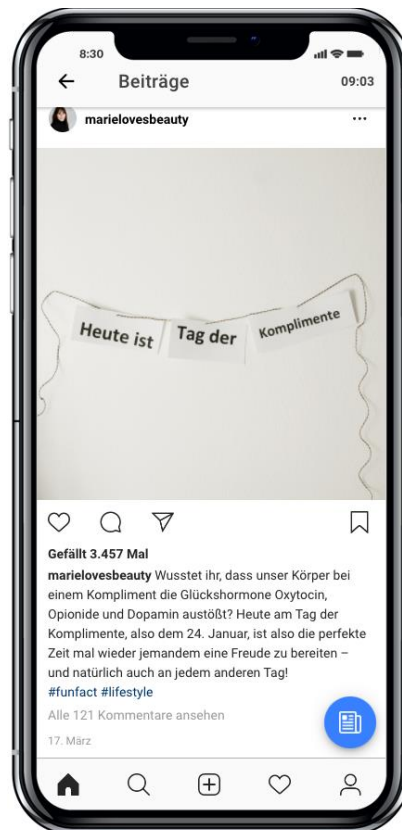 8:30
Beiträge
09:03
marielovesbeauty
Heute ist Tag der Komplimente
Gefällt 3.457 Mal
marielovesbeauty Wusstet ihr, dass unser Körper bei
einem Kompliment die Glückshormone Oxytocin,
Opionide und Dopamin austößt? Heute am Tag der
Komplimente, also dem 24. Januar, ist also die perfekte
Zeit mal wieder jemandem eine Freude zu bereiten –
und natürlich auch an jedem anderen Tag!
#funfact #lifestyle
Alle 121 Kommentare ansehen
17. März